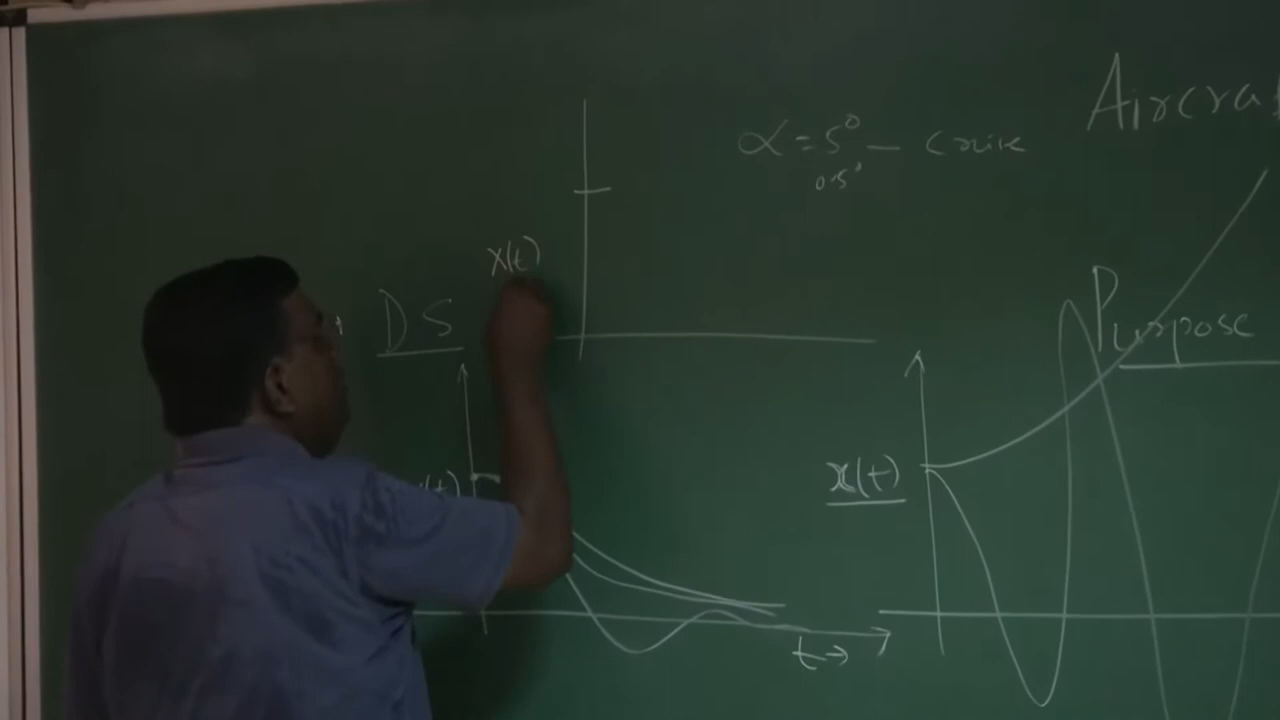 Aircra
α = 5° — cruise
0.5°
X(t)
DS
Purpose
x(t)
(t)
t→